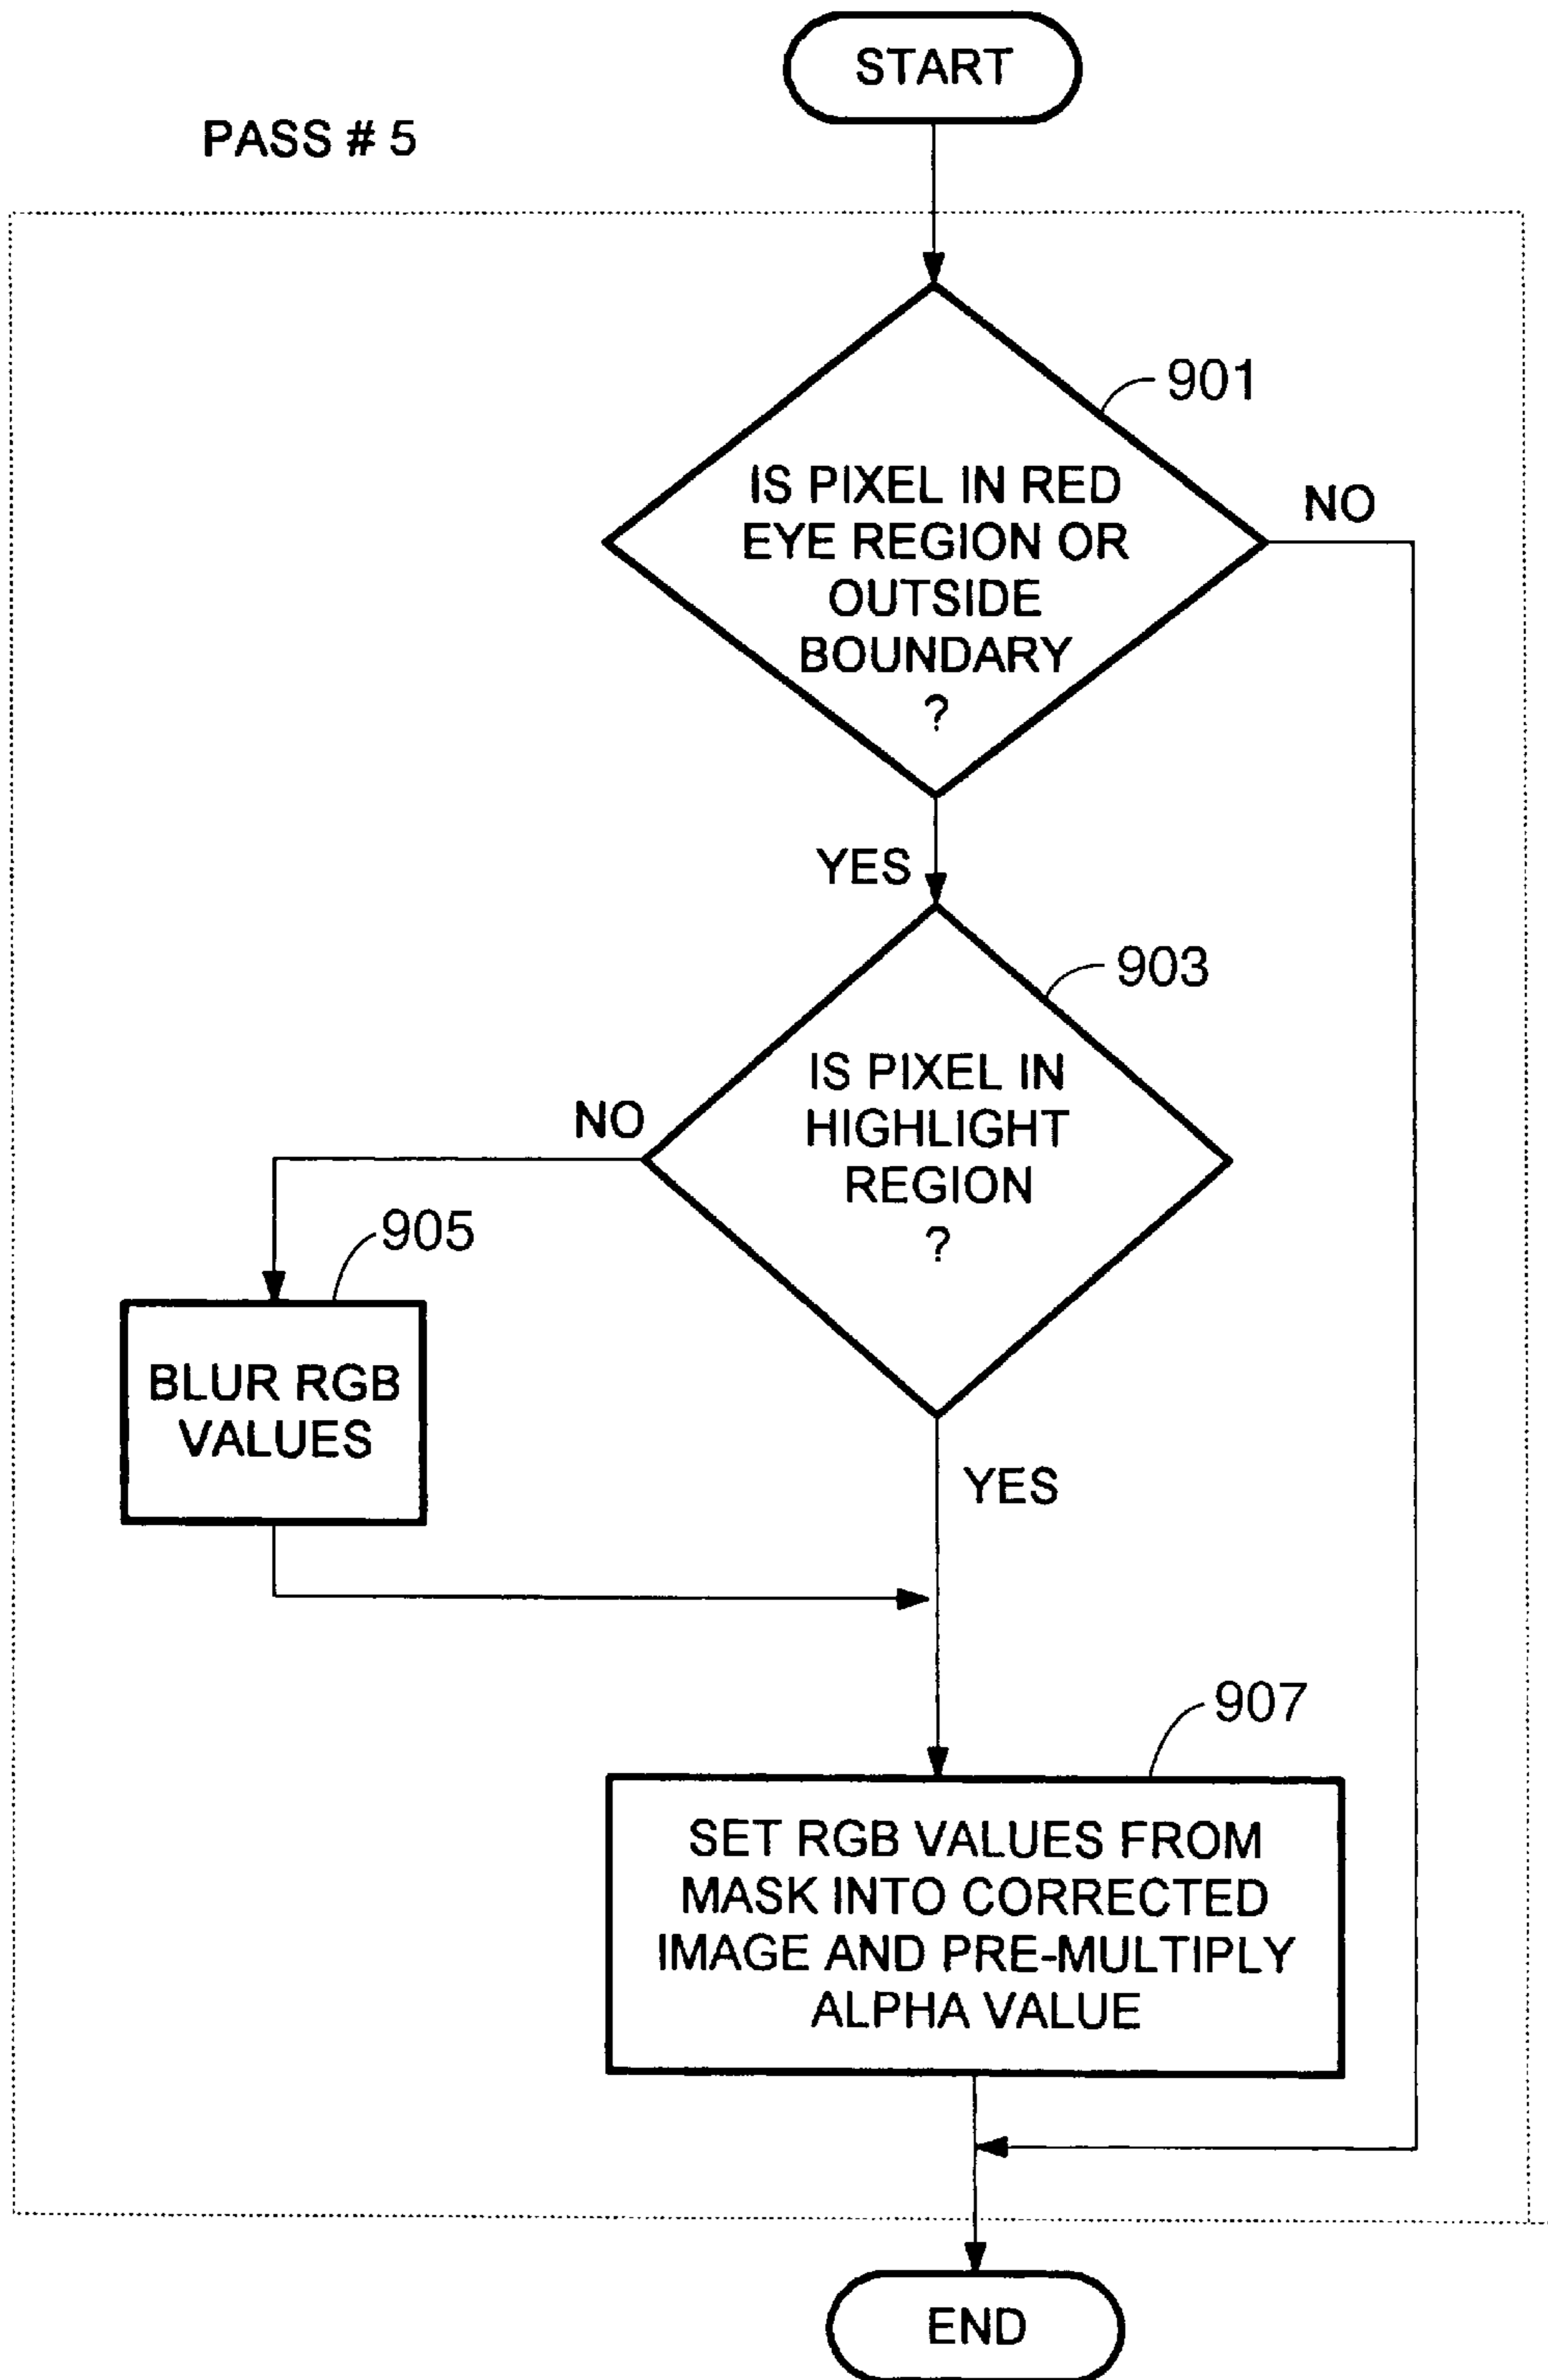 START
PASS # 5
901
IS PIXEL IN RED
EYE REGION OR
OUTSIDE
BOUNDARY
?
NO
YES
903
IS PIXEL IN
HIGHLIGHT
REGION
?
NO
905
BLUR RGB
VALUES
YES
907
SET RGB VALUES FROM
MASK INTO CORRECTED
IMAGE AND PRE-MULTIPLY
ALPHA VALUE
END